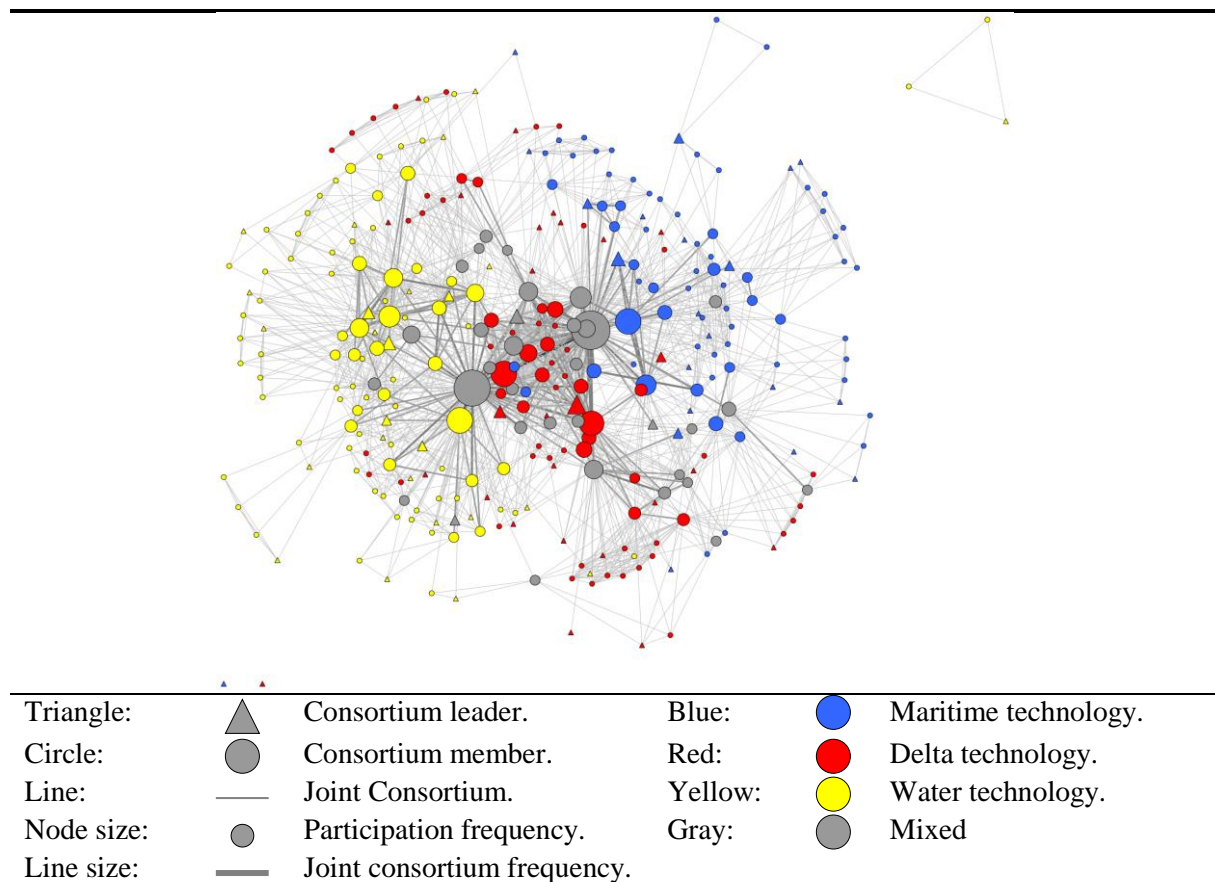 Triangle: Consortium leader. Blue: Maritime technology.
Circle: Consortium member. Red: Delta technology.
Line: Joint Consortium. Yellow: Water technology.
Node size: Participation frequency. Gray: Mixed
Line size: Joint consortium frequency.